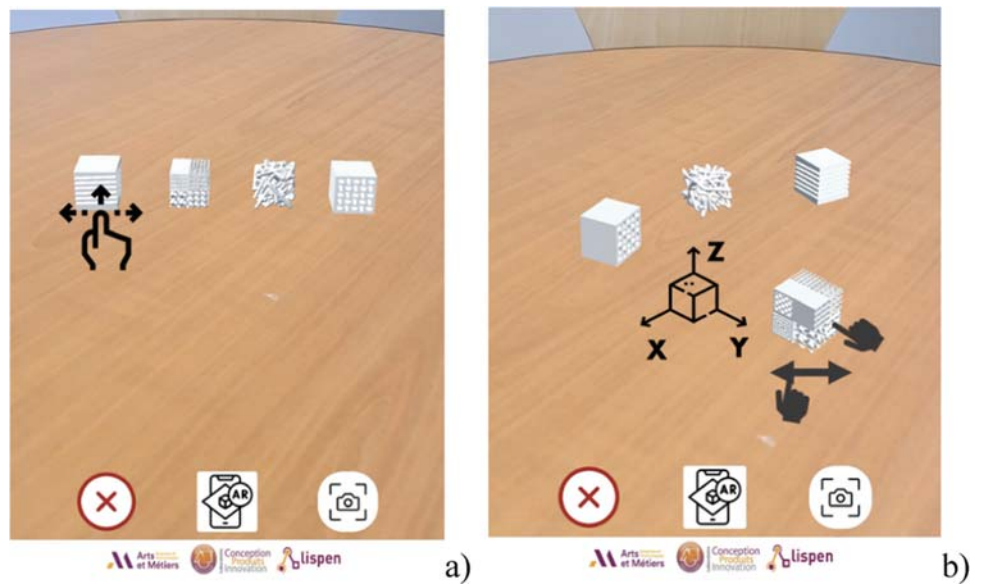 Z
X
Y
AR
AR
Arts
et Métiers
Conception
Produits
Innovation
lispen
a)
Arts
et Métiers
Conception
Produits
Innovation
lispen
b)